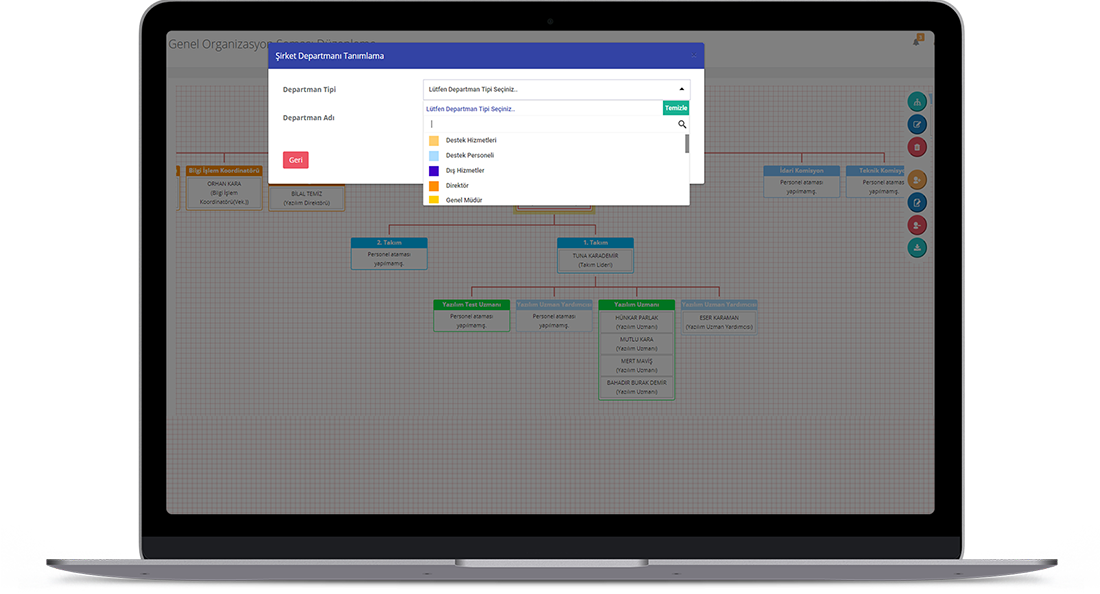 Genel Organizasyon Şeması Düzenleme
5
Şirket Departmanı Tanımlama
Departman Tipi
Lütfen Departman Tipi Seçiniz..
Lütfen Departman Tipi Seçiniz..
Temizle
Departman Adı
Destek Hizmetleri
Destek Personeli
Dış Hizmetler
Direktör
Genel Müdür
Geri
Bilgi İşlem Koordinatörü
ORHAN KARA
(Bilgi İşlem
Koordinatörü(Vek.))
BİLAL TEMİZ
(Yazılım Direktörü)
İdari Komisyon
Personel ataması
yapılmamış.
Teknik Komisyo
Personel atamas
yapılmamış.
2. Takım
Personel ataması
yapılmamış.
1. Takım
TUNA KARADEMİR
(Takım Lideri)
Yazılım Test Uzmanı
Personel ataması
yapılmamış.
Yazılım Uzman Yardımcısı
Personel ataması
yapılmamış.
Yazılım Uzmanı
HÜNKAR PARLAK
(Yazılım Uzmanı)
MUTLU KARA
(Yazılım Uzmanı)
MERT MAVİŞ
(Yazılım Uzmanı)
BAHADIR BURAK DEMİR
(Yazılım Uzmanı)
Yazılım Uzman Yardımcısı
ESER KARAMAN
(Yazılım Uzman Yardımcısı)